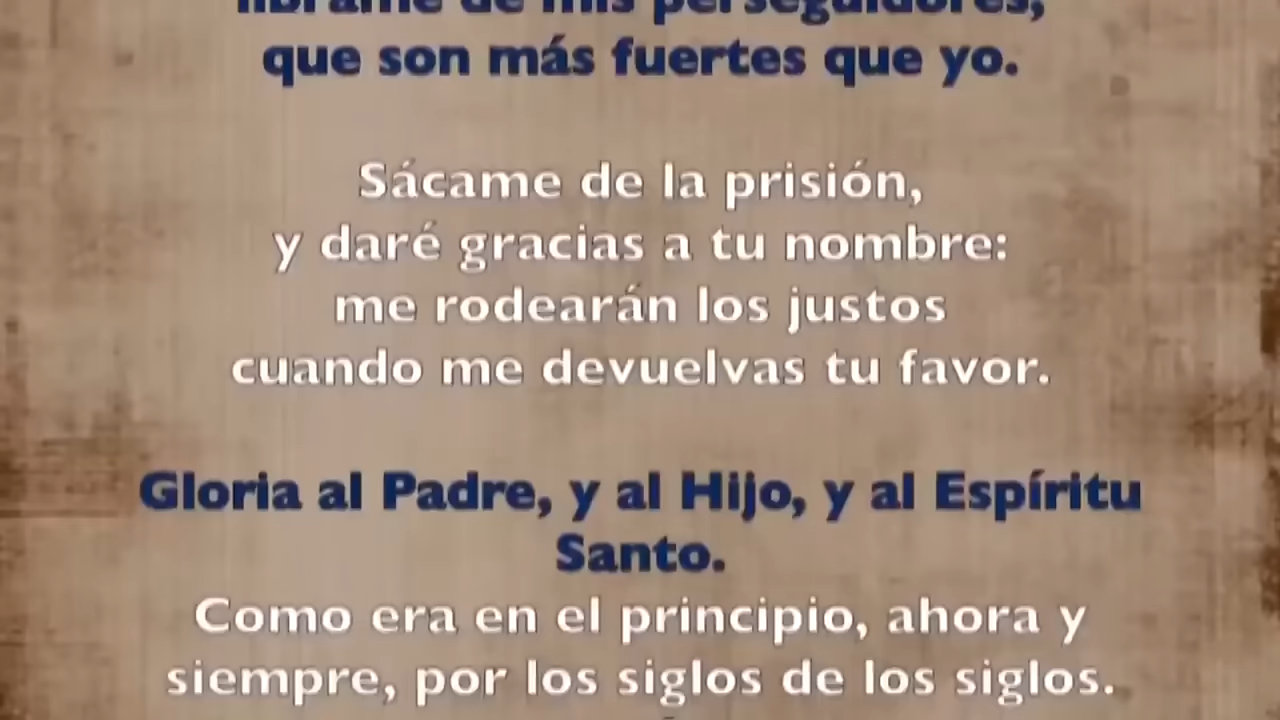 librame de mis perseguidores,
que son más fuertes que yo.
Sácame de la prisión,
y daré gracias a tu nombre:
me rodearán los justos
cuando me devuelvas tu favor.
Gloria al Padre, y al Hijo, y al Espíritu
Santo.
Como era en el principio, ahora y
siempre, por los siglos de los siglos.